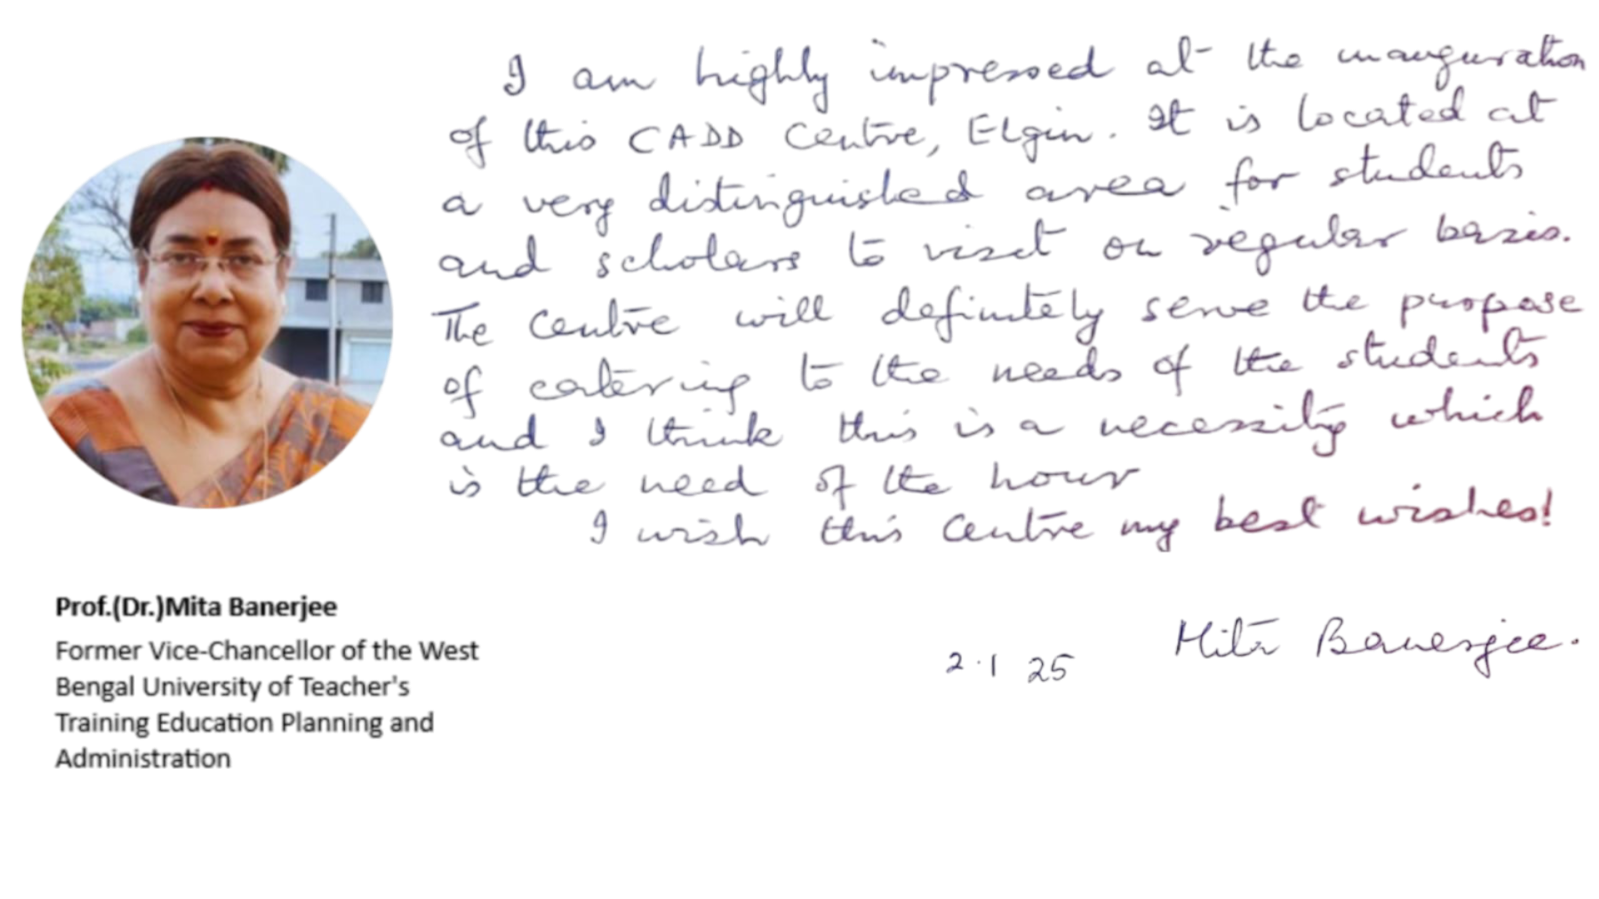 I am highly impressed at the inauguration
of this CADD Centre, Elgin. It is located at
a very distinguished area for students
and scholars to visit on regular basis.
The Centre will definitely serve the purpose
of catering to the needs of the students
and I think this is a necessity which
is the need of the hour
I wish this Centre my best wishes!
Prof.(Dr.)Mita Banerjee
Former Vice-Chancellor of the West
Bengal University of Teacher's
Training Education Planning and
Administration
2.1 25 Mita Banerjee.